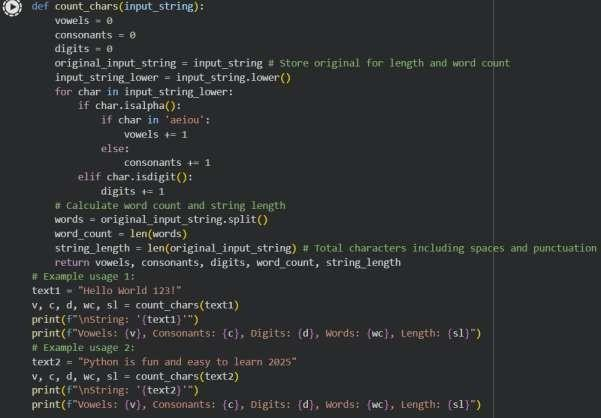 def count_chars(input_string):
    vowels = 0
    consonants = 0
    digits = 0
    original_input_string = input_string # Store original for length and word count
    input_string_lower = input_string.lower()
    for char in input_string_lower:
        if char.isalpha():
            if char in 'aeiou':
                vowels += 1
            else:
                consonants += 1
        elif char.isdigit():
            digits += 1
    # Calculate word count and string length
    words = original_input_string.split()
    word_count = len(words)
    string_length = len(original_input_string) # Total characters including spaces and punctuation
    return vowels, consonants, digits, word_count, string_length
# Example usage 1:
text1 = "Hello World 123!"
v, c, d, wc, sl = count_chars(text1)
print(f"\nString: '{text1}'")
print(f"Vowels: {v}, Consonants: {c}, Digits: {d}, Words: {wc}, Length: {sl}")
# Example usage 2:
text2 = "Python is fun and easy to learn 2025"
v, c, d, wc, sl = count_chars(text2)
print(f"\nString: '{text2}'")
print(f"Vowels: {v}, Consonants: {c}, Digits: {d}, Words: {wc}, Length: {sl}")